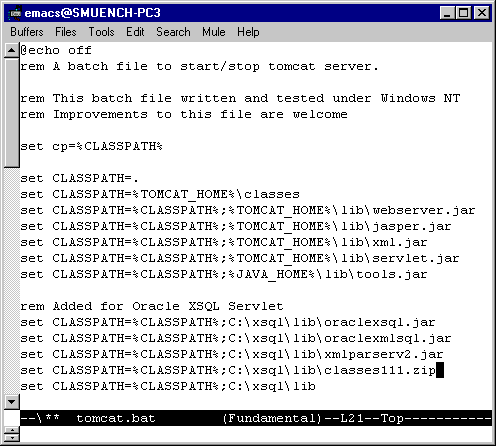 emacs@SMUENCH-PC3
Buffers Files Tools Edit Search Mule Help
@echo off
rem A batch file to start/stop tomcat server.
rem This batch file written and tested under Windows NT
rem Improvements to this file are welcome
set cp=%CLASSPATH%
set CLASSPATH=.
set CLASSPATH=%TOMCAT_HOME%\classes
set CLASSPATH=%CLASSPATH%;%TOMCAT_HOME%\lib\webserver.jar
set CLASSPATH=%CLASSPATH%;%TOMCAT_HOME%\lib\jasper.jar
set CLASSPATH=%CLASSPATH%;%TOMCAT_HOME%\lib\xml.jar
set CLASSPATH=%CLASSPATH%;%TOMCAT_HOME%\lib\servlet.jar
set CLASSPATH=%CLASSPATH%;%JAVA_HOME%\lib\tools.jar
rem Added for Oracle XSQL Servlet
set CLASSPATH=%CLASSPATH%;C:\xsql\lib\oraclexsql.jar
set CLASSPATH=%CLASSPATH%;C:\xsql\lib\oraclexmlsql.jar
set CLASSPATH=%CLASSPATH%;C:\xsql\lib\xmlparserv2.jar
set CLASSPATH=%CLASSPATH%;C:\xsql\lib\classes111.zip
set CLASSPATH=%CLASSPATH%;C:\xsql\lib
--\** tomcat.bat (Fundamental)--L21--Top-----------